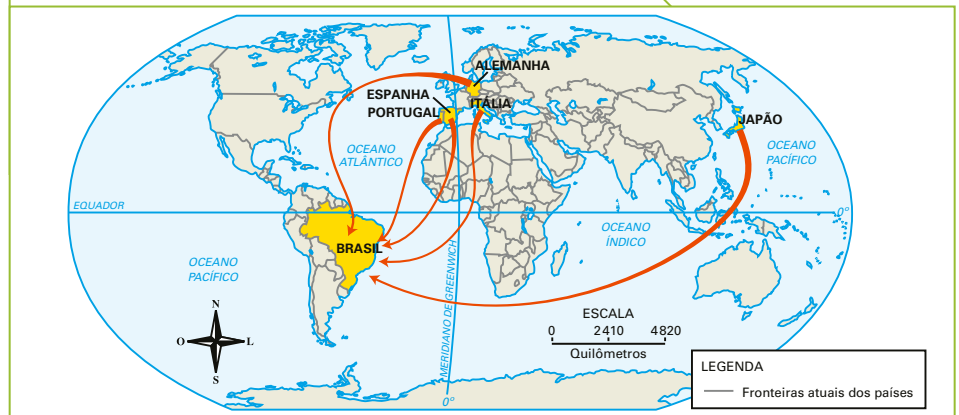 ALEMANHA
ESPANHA
PORTUGAL
ITÁLIA
JAPÃO
OCEANO
ATLÂNTICO
OCEANO
PACÍFICO
EQUADOR
0°
BRASIL
OCEANO
ÍNDICO
OCEANO
PACÍFICO
MERIDIANO DE GREENWICH
N
O
L
S
ESCALA
0 2410 4820
Quilômetros
LEGENDA
Fronteiras atuais dos países
0°